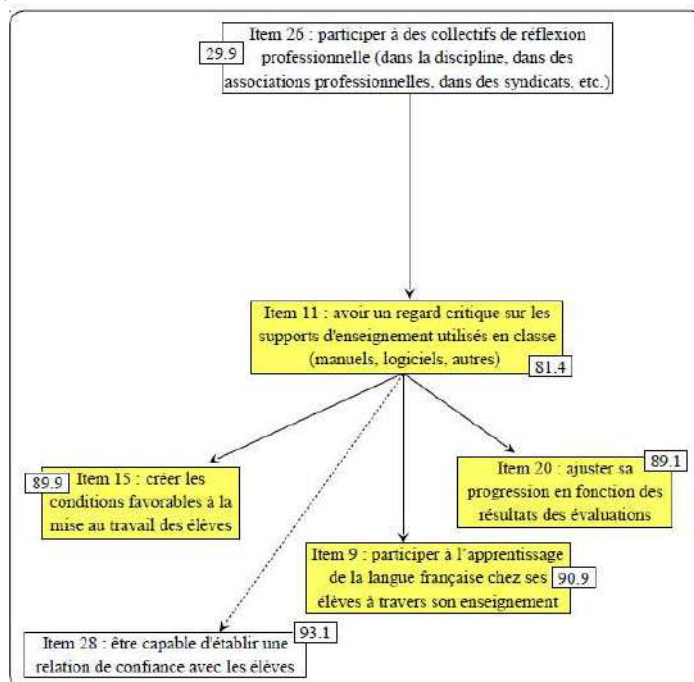 Item 26 : participer à des collectifs de réflexion
professionnelle (dans la discipline, dans des
associations professionnelles, dans des syndicats, etc.)
29.9
Item 11 : avoir un regard critique sur les
supports d'enseignement utilisés en classe
(manuels, logiciels, autres)
81.4
89.9
Item 15 : créer les
conditions favorables à la
mise au travail des élèves
89.1
Item 20 : ajuster sa
progression en fonction des
résultats des évaluations
Item 9 : participer à l'apprentissage
de la langue française chez ses
élèves à travers son enseignement
90.9
93.1
Item 28 : être capable d'établir une
relation de confiance avec les élèves